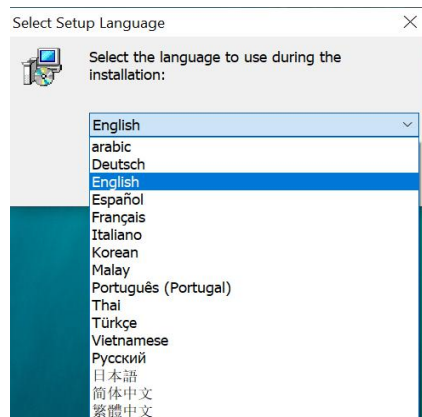 Select Setup Language
Select the language to use during the
installation:
English
arabic
Deutsch
English
Español
Français
Italiano
Korean
Malay
Português (Portugal)
Thai
Türkçe
Vietnamese
Русский
日本語
简体中文
繁體中文